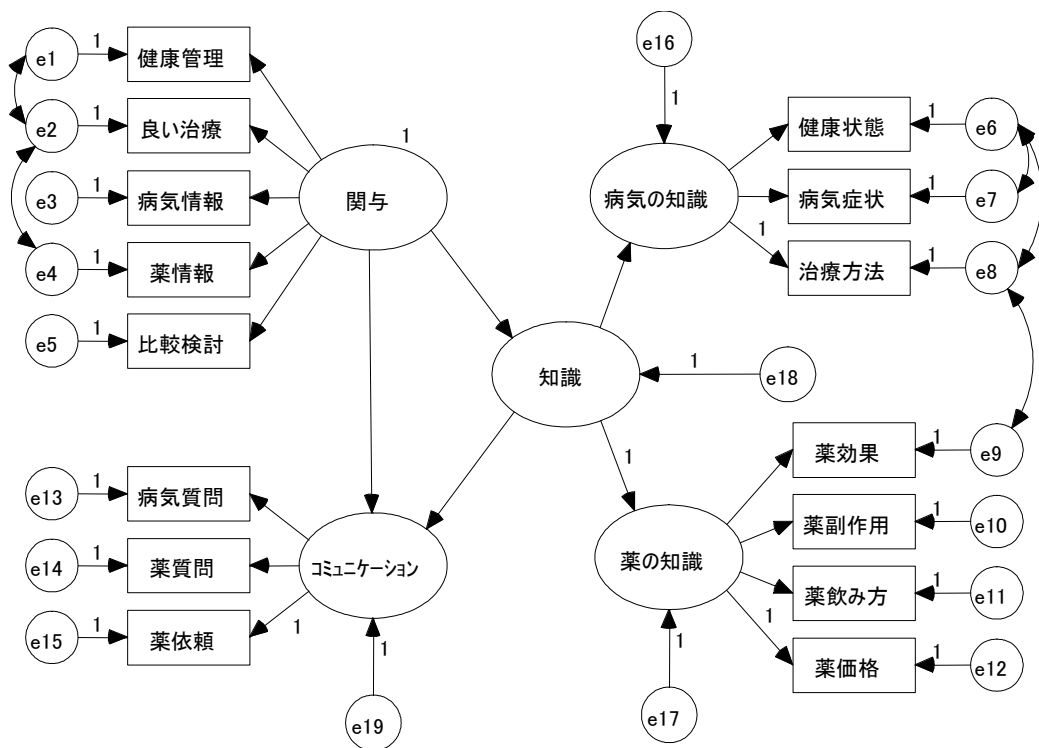 e1 1 健康管理
e2 1 良い治療
e3 1 病気情報
e4 1 薬情報
e5 1 比較検討
1
関与
e16
1
病気の知識
健康状態 1 e6
病気症状 1 e7
1 治療方法 1 e8
知識
1 e18
1
e13 1 病気質問
e14 1 薬質問
e15 1 薬依頼
1
コミュニケーション
1
e19
薬の知識
1
e17
薬効果 1 e9
薬副作用 1 e10
薬飲み方 1 e11
1 薬価格 1 e12